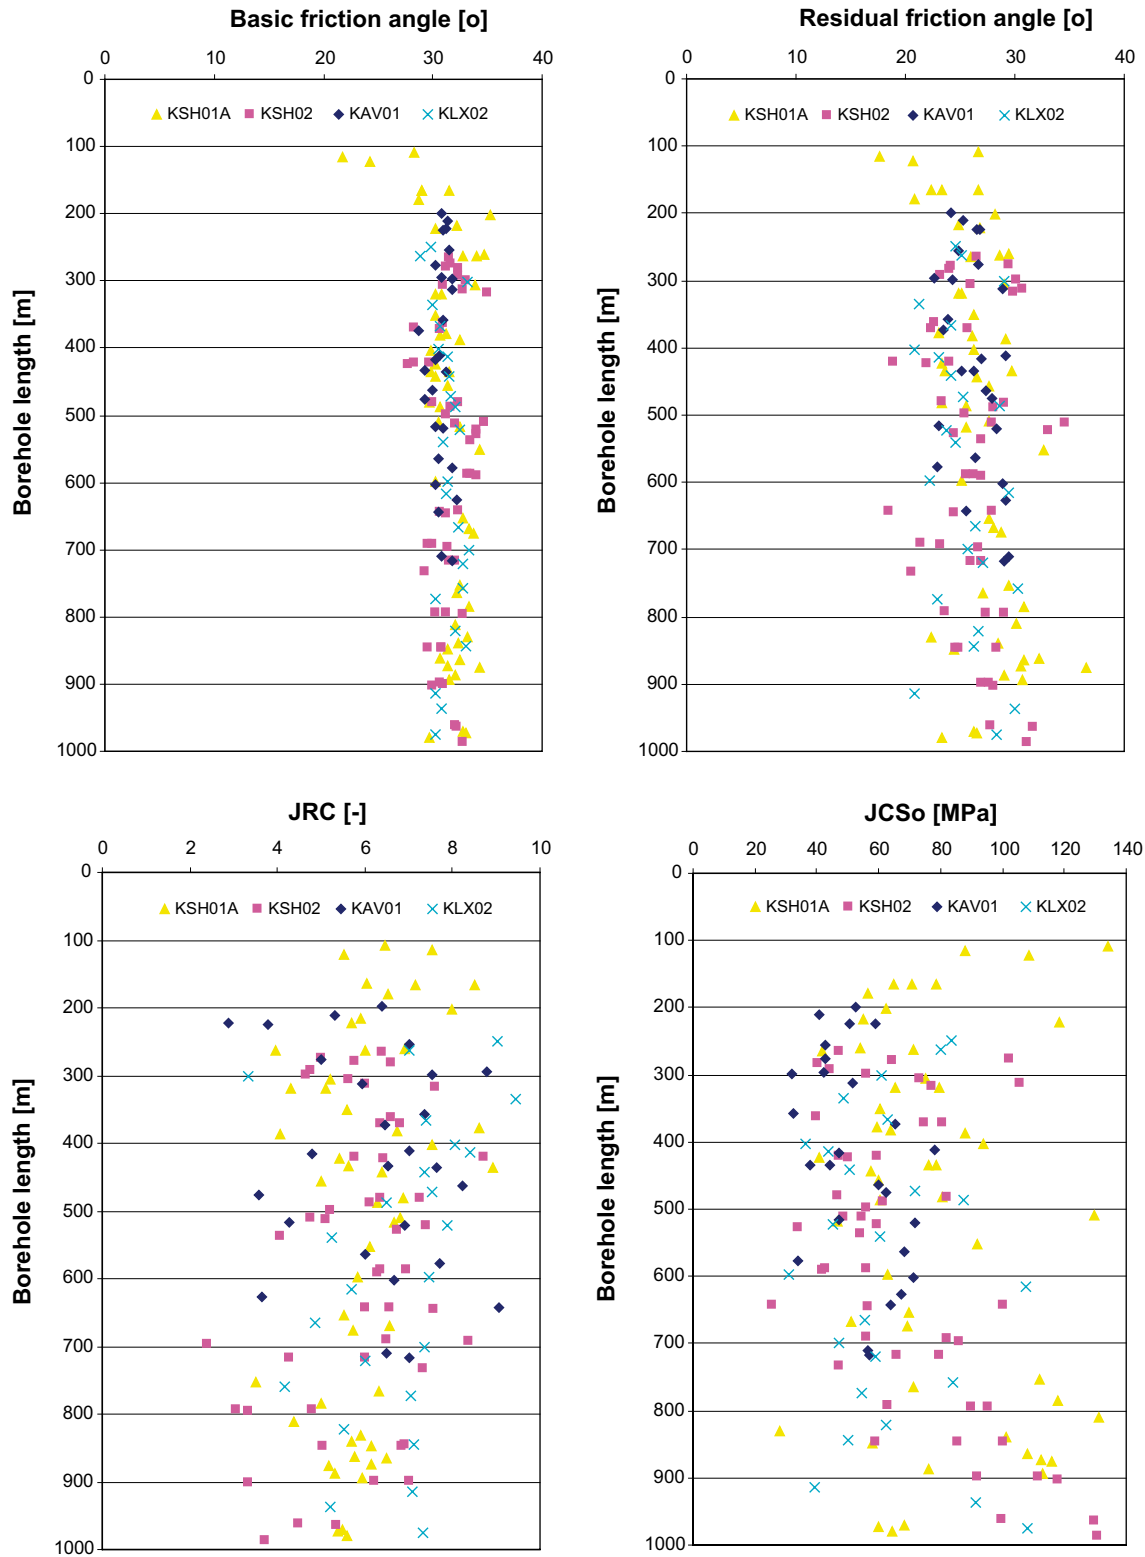 Basic friction angle [o]
0 10 20 30 40
0
KSH01A KSH02 KAV01 KLX02
100
200
300
400
500
600
700
800
900
1000
Borehole length [m]
Residual friction angle [o]
0 10 20 30 40
0
KSH01A KSH02 KAV01 KLX02
100
200
300
400
500
600
700
800
900
1000
Borehole length [m]
JRC [-]
0 2 4 6 8 10
0
KSH01A KSH02 KAV01 KLX02
100
200
300
400
500
600
700
800
900
1000
Borehole length [m]
JCSo [MPa]
0 20 40 60 80 100 120 140
0
KSH01A KSH02 KAV01 KLX02
100
200
300
400
500
600
700
800
900
1000
Borehole length [m]